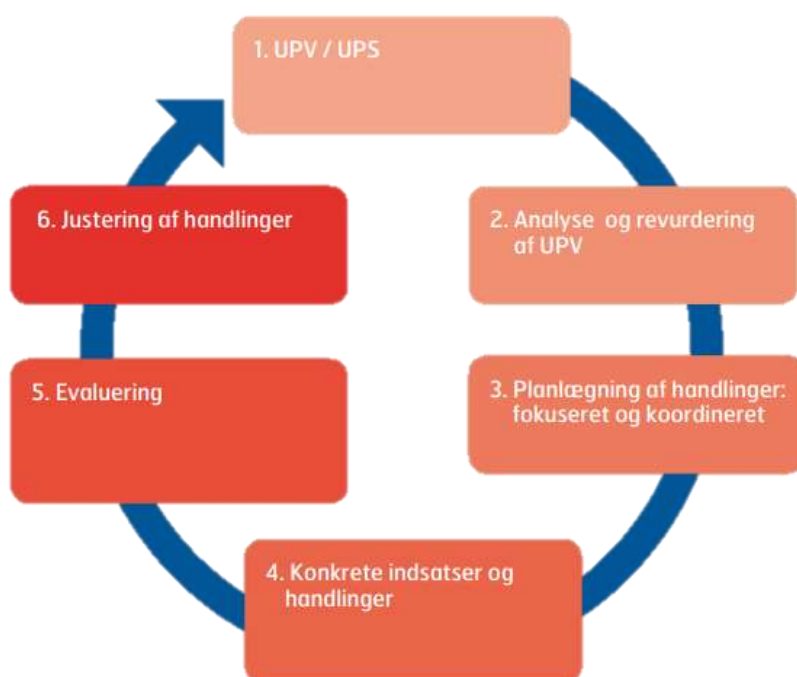 1. UPV / UPS
2. Analyse og revurdering
af UPV
3. Planlægning af handlinger:
fokuseret og koordineret
4. Konkrete indsatser og
handlinger
5. Evaluering
6. Justering af handlinger